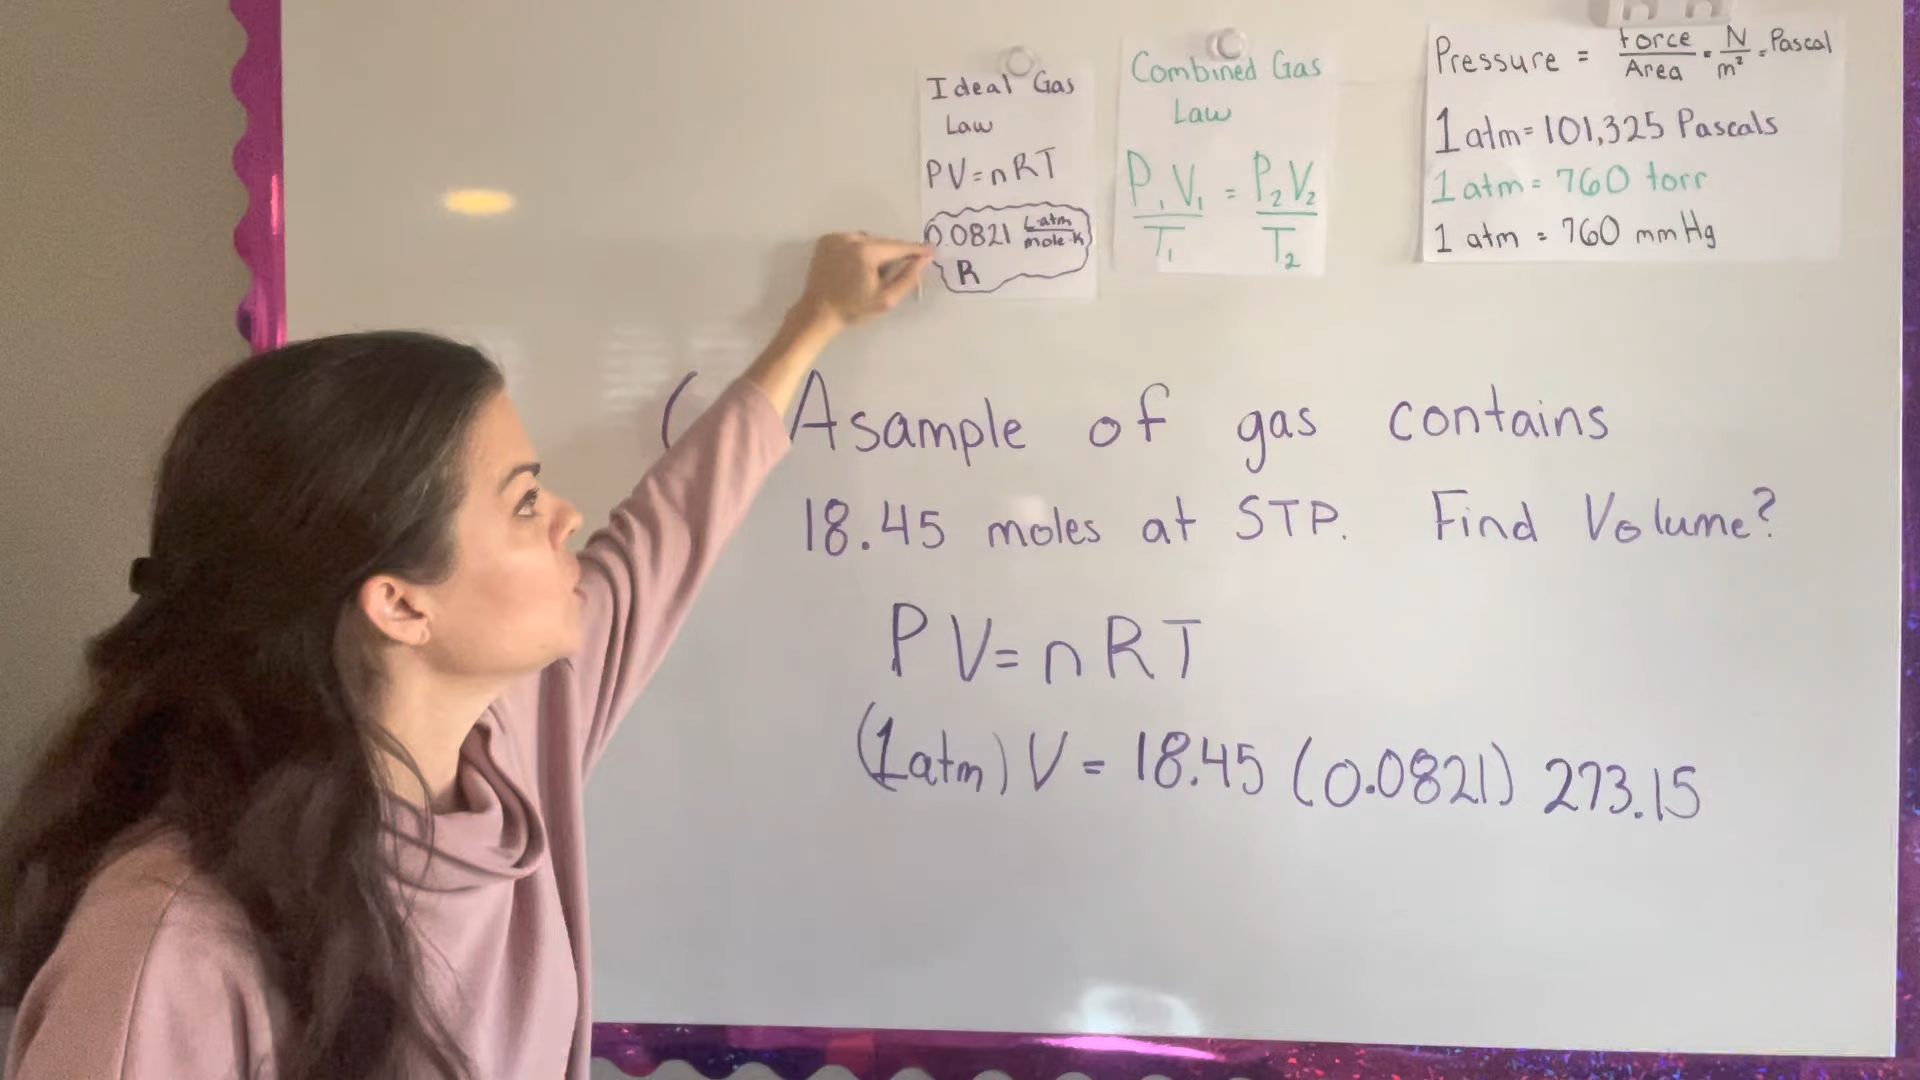 Ideal Gas
Law
PV=nRT
0.0821 L·atm/mole·K
R
Combined Gas
Law
P₁V₁/T₁ = P₂V₂/T₂
Pressure = force/Area = N/m² = Pascal
1 atm = 101,325 Pascals
1 atm = 760 torr
1 atm = 760 mmHg
A sample of gas contains
18.45 moles at STP. Find Volume?
PV=nRT
(1atm) V = 18.45 (0.0821) 273.15